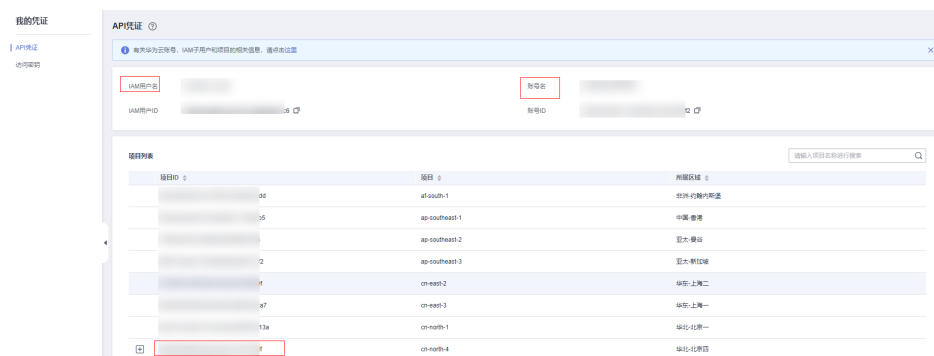 我的凭证
API凭证
API凭证
访问密钥
有关华为云账号、IAM子用户和项目的相关信息，请点击这里
IAM用户名
账号名
IAM用户ID c6
账号ID f2
项目列表
请输入项目名称进行搜索
项目ID 项目 所属区域
dd af-south-1 非洲-约翰内斯堡
b5 ap-southeast-1 中国-香港
ap-southeast-2 亚太-曼谷
72 ap-southeast-3 亚太-新加坡
f cn-east-2 华东-上海二
a7 cn-east-3 华东-上海一
13a cn-north-1 华北-北京一
f cn-north-4 华北-北京四